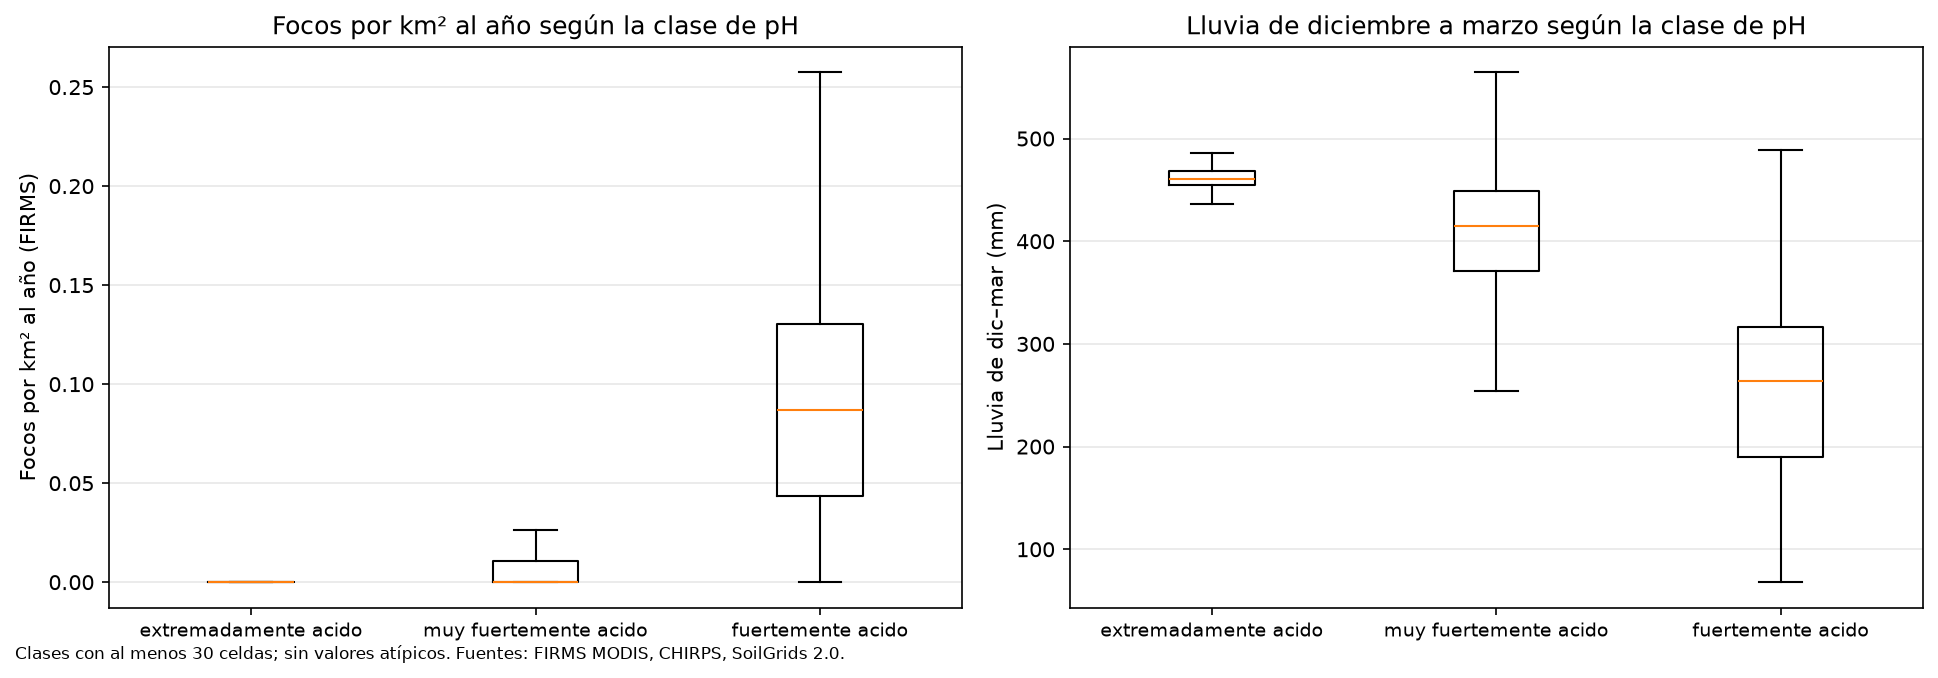 Focos por km² al año según la clase de pH
Focos por km² al año (FIRMS)
0.25
0.20
0.15
0.10
0.05
0.00
extremadamente acido
muy fuertemente acido
fuertemente acido
Lluvia de diciembre a marzo según la clase de pH
Lluvia de dic–mar (mm)
500
400
300
200
100
extremadamente acido
muy fuertemente acido
fuertemente acido
Clases con al menos 30 celdas; sin valores atípicos. Fuentes: FIRMS MODIS, CHIRPS, SoilGrids 2.0.